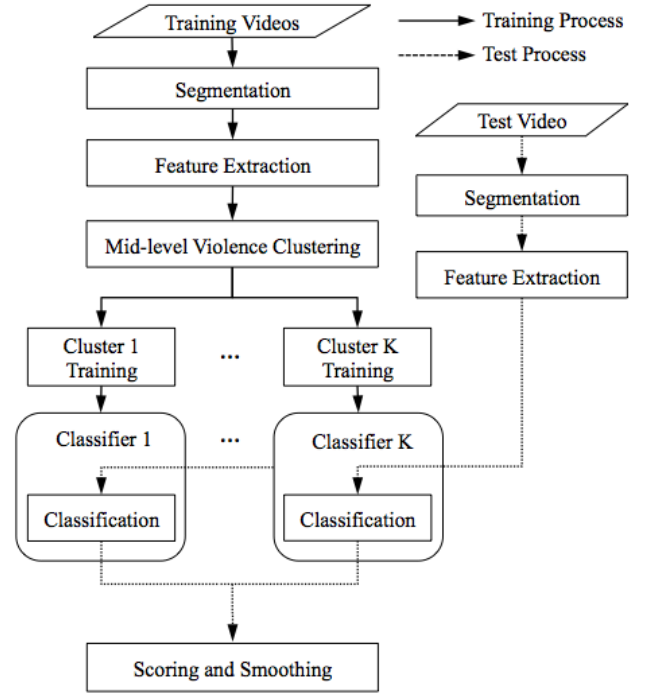 Training Videos
Training Process
Test Process
Segmentation
Test Video
Feature Extraction
Segmentation
Mid-level Violence Clustering
Feature Extraction
Cluster 1
Training
...
Cluster K
Training
Classifier 1
...
Classifier K
Classification
Classification
Scoring and Smoothing